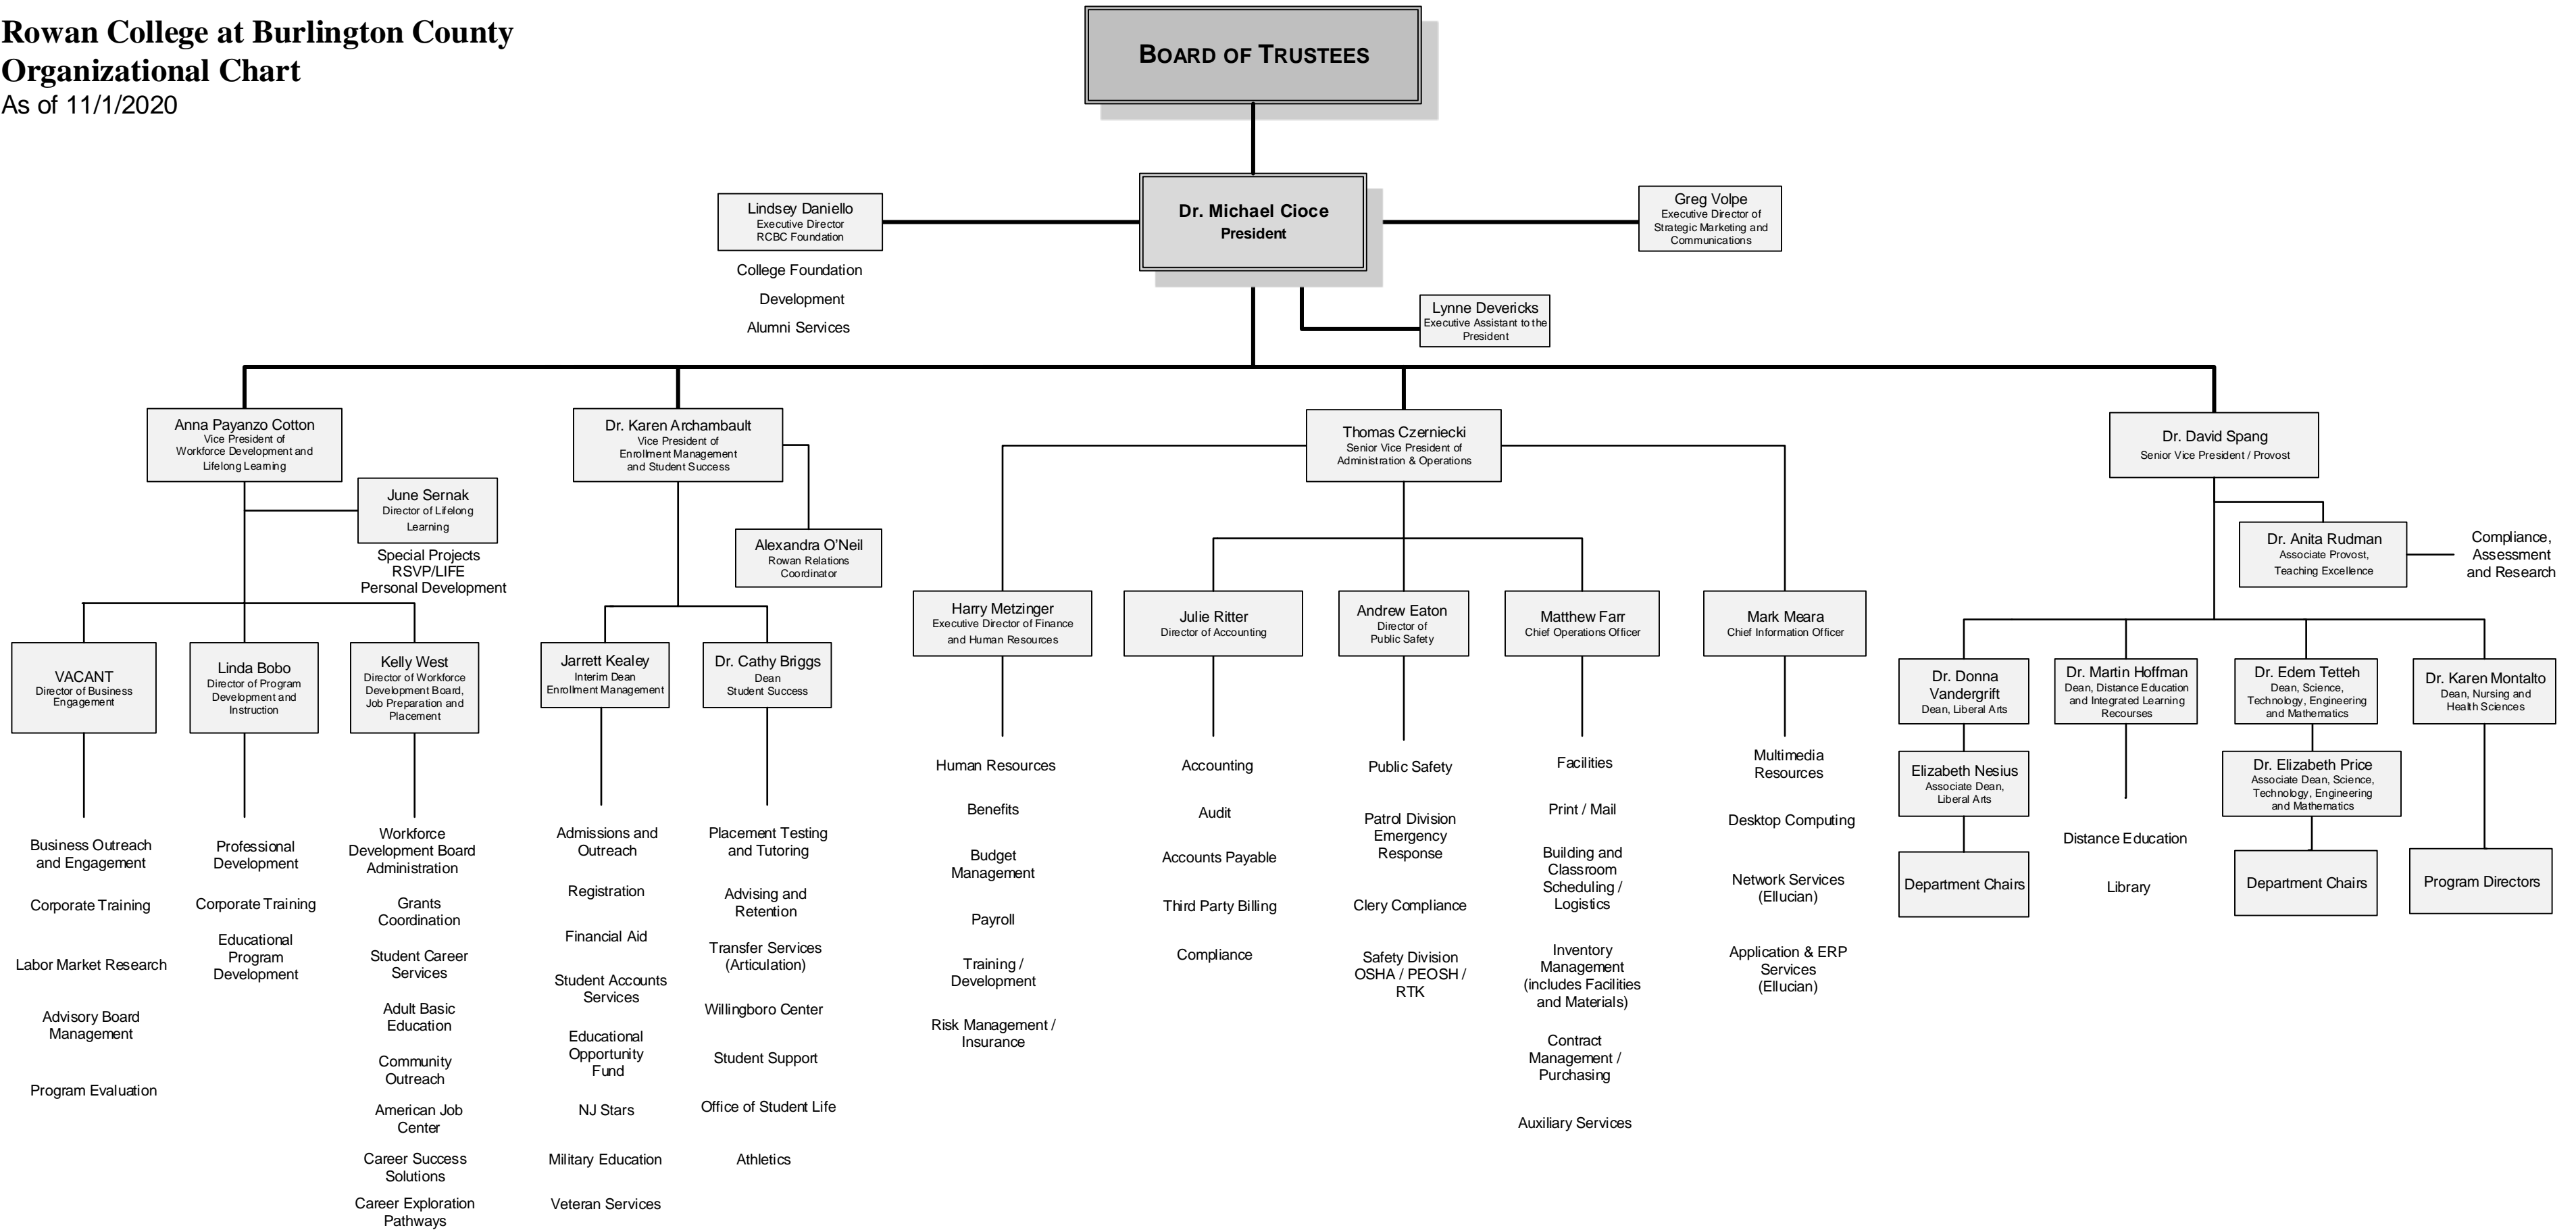 Rowan College at Burlington County
Organizational Chart
As of 11/1/2020
BOARD OF TRUSTEES
Dr. Michael Cioce
President
Lindsey Daniello
Executive Director
RCBC Foundation
College Foundation
Development
Alumni Services
Greg Volpe
Executive Director of
Strategic Marketing and
Communications
Lynne Devericks
Executive Assistant to the
President
Anna Payanzo Cotton
Vice President of
Workforce Development and
Lifelong Learning
June Sernak
Director of Lifelong
Learning
Special Projects
RSVP/LIFE
Personal Development
VACANT
Director of Business
Engagement
Business Outreach
and Engagement
Corporate Training
Labor Market Research
Advisory Board
Management
Program Evaluation
Linda Bobo
Director of Program
Development and
Instruction
Professional
Development
Corporate Training
Educational
Program
Development
Kelly West
Director of Workforce
Development Board,
Job Preparation and
Placement
Workforce
Development Board
Administration
Grants
Coordination
Student Career
Services
Adult Basic
Education
Community
Outreach
American Job
Center
Career Success
Solutions
Career Exploration
Pathways
Dr. Karen Archambault
Vice President of
Enrollment Management
and Student Success
Alexandra O'Neil
Rowan Relations
Coordinator
Jarrett Kealey
Interim Dean
Enrollment Management
Admissions and
Outreach
Registration
Financial Aid
Student Accounts
Services
Educational
Opportunity
Fund
NJ Stars
Military Education
Veteran Services
Dr. Cathy Briggs
Dean
Student Success
Placement Testing
and Tutoring
Advising and
Retention
Transfer Services
(Articulation)
Willingboro Center
Student Support
Office of Student Life
Athletics
Thomas Czerniecki
Senior Vice President of
Administration & Operations
Harry Metzinger
Executive Director of Finance
and Human Resources
Human Resources
Benefits
Budget
Management
Payroll
Training /
Development
Risk Management /
Insurance
Julie Ritter
Director of Accounting
Accounting
Audit
Accounts Payable
Third Party Billing
Compliance
Andrew Eaton
Director of
Public Safety
Public Safety
Patrol Division
Emergency
Response
Clery Compliance
Safety Division
OSHA / PEOSH /
RTK
Matthew Farr
Chief Operations Officer
Facilities
Print / Mail
Building and
Classroom
Scheduling /
Logistics
Inventory
Management
(includes Facilities
and Materials)
Contract
Management /
Purchasing
Auxiliary Services
Mark Meara
Chief Information Officer
Multimedia
Resources
Desktop Computing
Network Services
(Ellucian)
Application & ERP
Services
(Ellucian)
Dr. David Spang
Senior Vice President / Provost
Dr. Anita Rudman
Associate Provost,
Teaching Excellence
Compliance,
Assessment
and Research
Dr. Donna
Vandergrift
Dean, Liberal Arts
Elizabeth Nesius
Associate Dean,
Liberal Arts
Department Chairs
Dr. Martin Hoffman
Dean, Distance Education
and Integrated Learning
Recourses
Distance Education
Library
Dr. Edem Tetteh
Dean, Science,
Technology, Engineering
and Mathematics
Dr. Elizabeth Price
Associate Dean, Science,
Technology, Engineering
and Mathematics
Department Chairs
Dr. Karen Montalto
Dean, Nursing and
Health Sciences
Program Directors